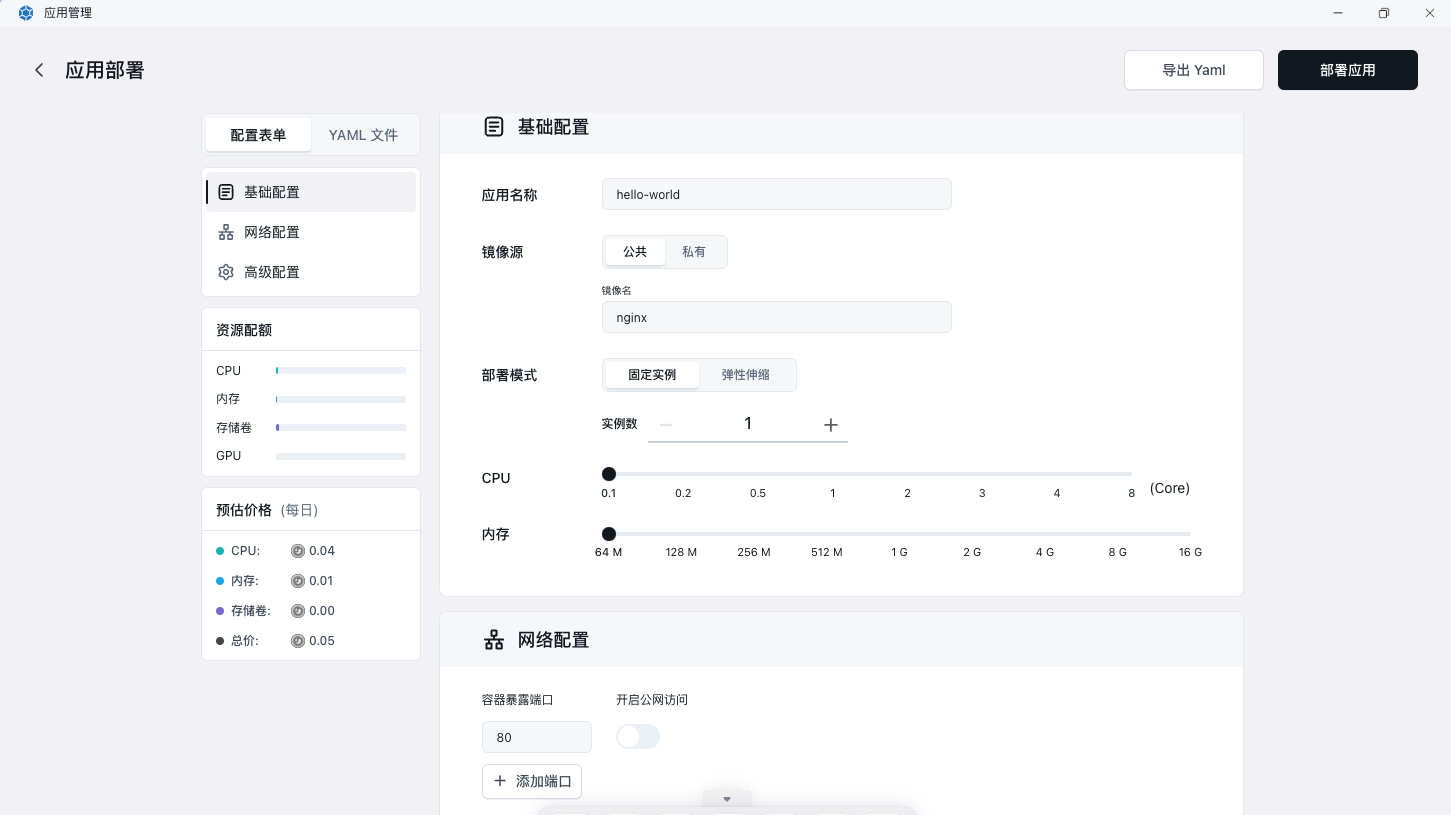 应用管理
应用部署
导出 Yaml
部署应用
配置表单
YAML 文件
基础配置
网络配置
高级配置
资源配额
CPU
内存
存储卷
GPU
预估价格 (每日)
CPU: 0.04
内存: 0.01
存储卷: 0.00
总价: 0.05
基础配置
应用名称 hello-world
镜像源 公共 私有
镜像名
nginx
部署模式 固定实例 弹性伸缩
实例数 1
CPU
0.1 0.2 0.5 1 2 3 4 8 (Core)
内存
64 M 128 M 256 M 512 M 1 G 2 G 4 G 8 G 16 G
网络配置
容器暴露端口 开启公网访问
80
添加端口